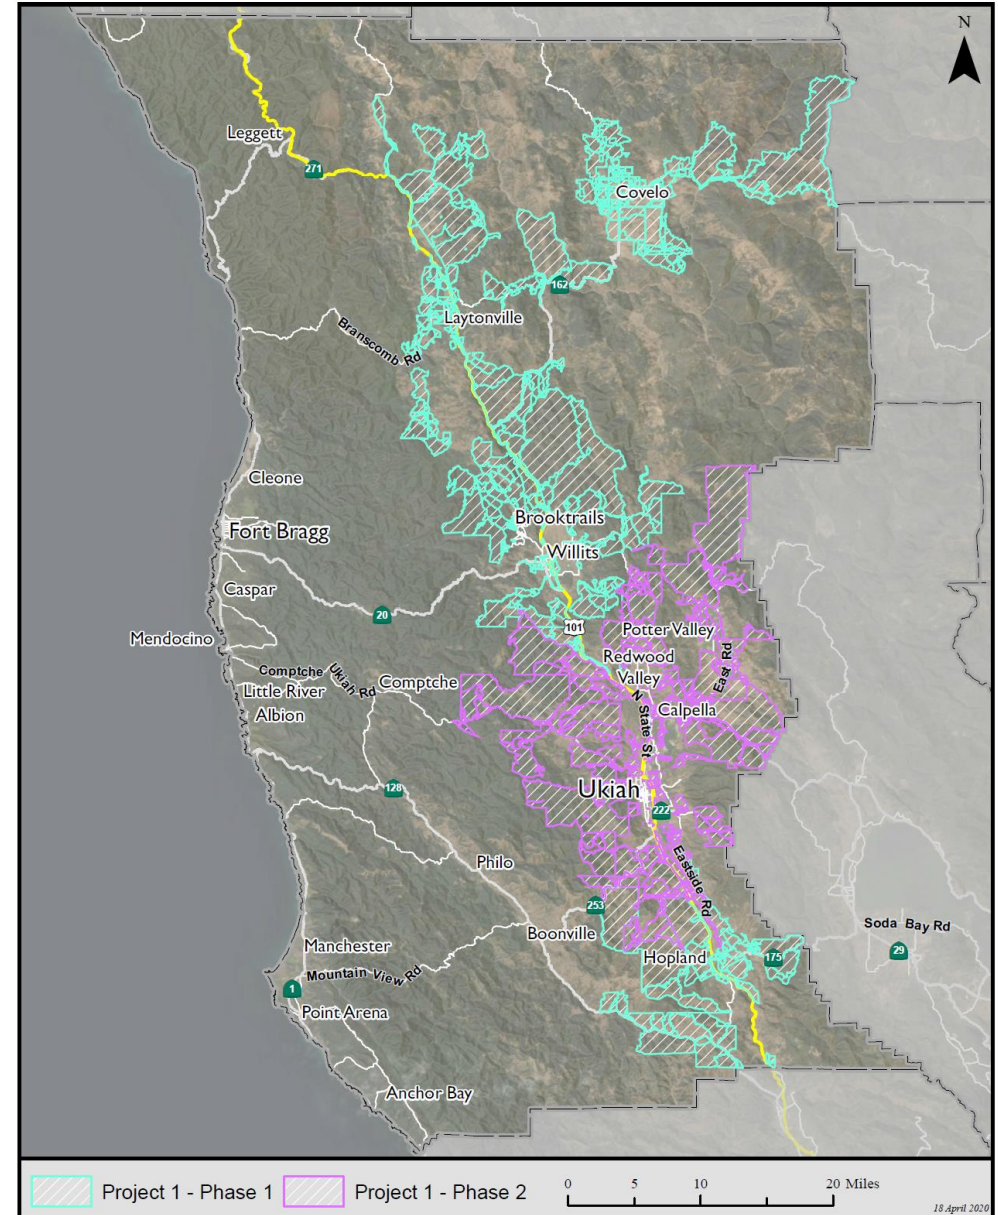 N
Leggett
271
Covelo
162
Laytonville
Branscomb Rd
Cleone
Brooktrails
Fort Bragg
Willits
Caspar
20
101
Mendocino
Potter Valley
Redwood
Valley
East Rd
Comptche
Ukiah Rd
Comptche
Little River
Albion
N State St
Calpella
128
Ukiah
222
Philo
Eastside Rd
253
Boonville
Soda Bay Rd
29
Manchester
Hopland
175
Mountain View Rd
1
Point Arena
Anchor Bay
Project 1 - Phase 1
Project 1 - Phase 2
0 5 10 20 Miles
18 April 2020